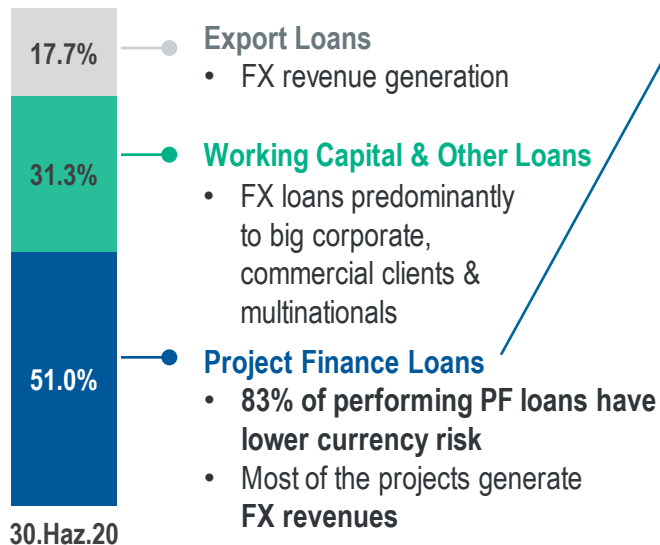 17.7%
Export Loans
• FX revenue generation
31.3%
Working Capital & Other Loans
• FX loans predominantly
to big corporate,
commercial clients &
multinationals
51.0%
Project Finance Loans
• 83% of performing PF loans have
lower currency risk
• Most of the projects generate
FX revenues
30.Haz.20